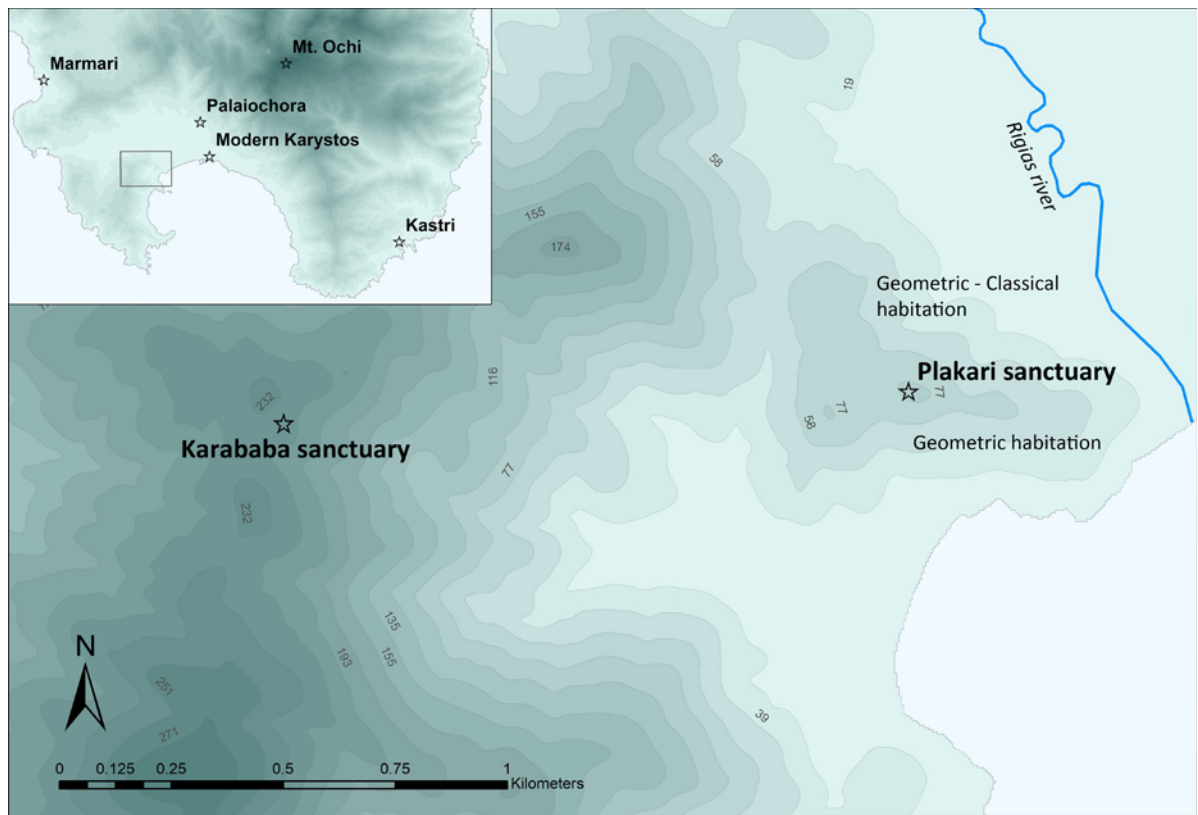 Mt. Ochi
Marmari
Palaiochora
Modern Karystos
Kastri
19
Rigias river
58
155
174
Geometric - Classical
habitation
116
Plakari sanctuary
77
77
58
232
Karababa sanctuary
Geometric habitation
77
232
135
193
155
N
251
271
39
0
0.125
0.25
0.5
0.75
1
Kilometers